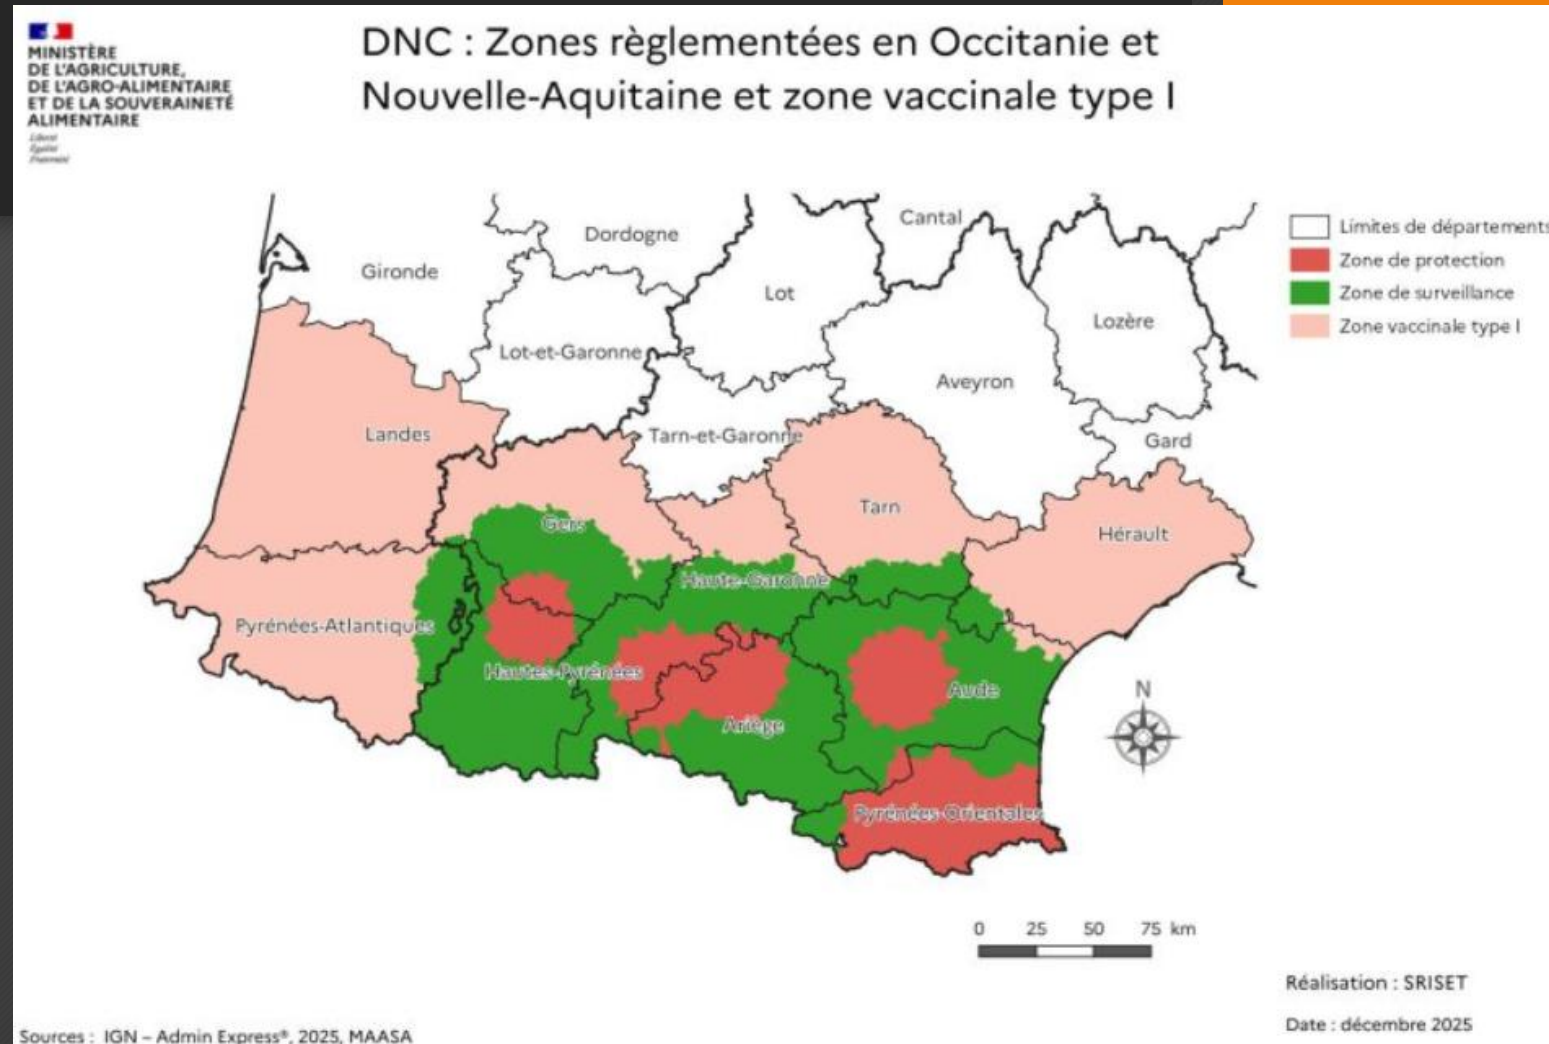 MINISTÈRE
DE L'AGRICULTURE,
DE L'AGRO-ALIMENTAIRE
ET DE LA SOUVERAINETÉ
ALIMENTAIRE
Liberté
Égalité
Fraternité
DNC : Zones règlementées en Occitanie et
Nouvelle-Aquitaine et zone vaccinale type I
Limites de départements
Zone de protection
Zone de surveillance
Zone vaccinale type I
Cantal
Dordogne
Gironde
Lot
Lozère
Lot-et-Garonne
Aveyron
Landes
Tarn-et-Garonne
Gard
Tarn
Gers
Hérault
Haute-Garonne
Pyrénées-Atlantiques
Hautes-Pyrénées
Aude
Ariège
N
Pyrénées-Orientales
0 25 50 75 km
Réalisation : SRISET
Date : décembre 2025
Sources : IGN – Admin Express®, 2025, MAASA